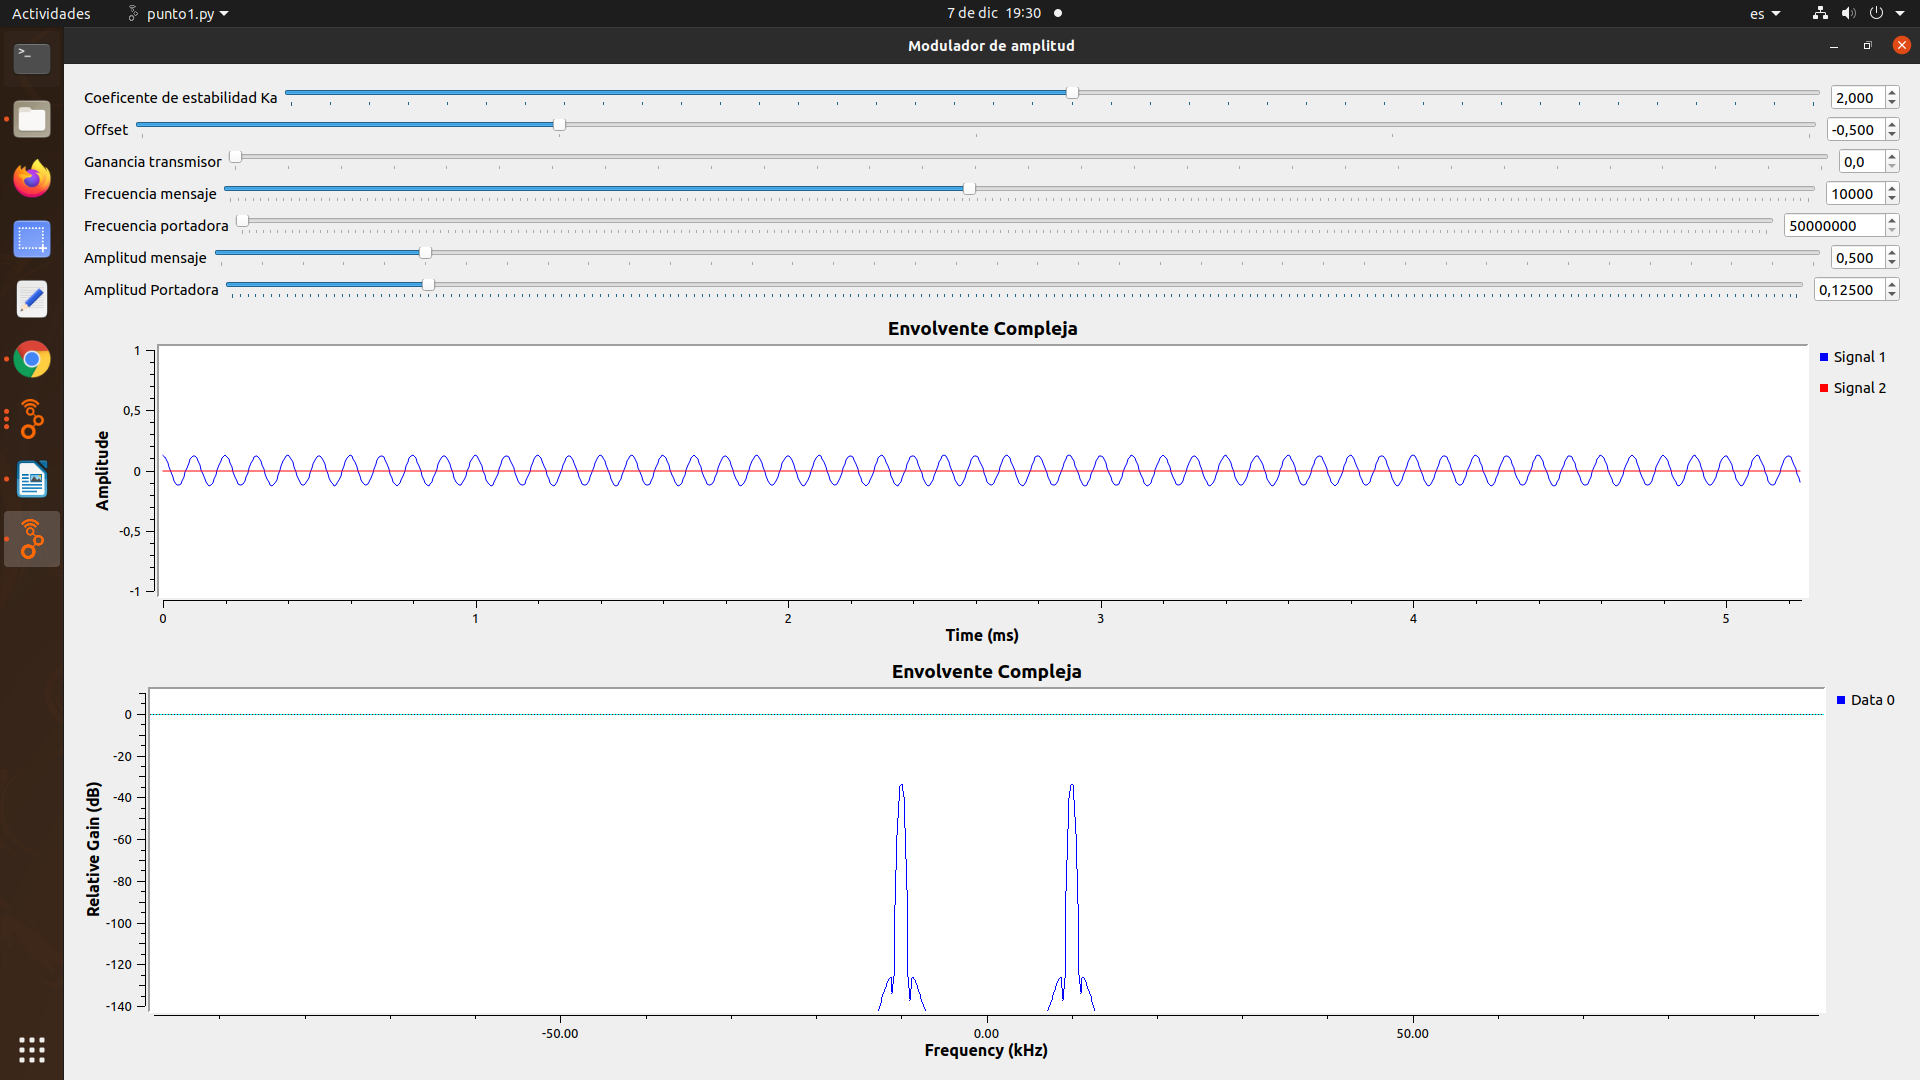 Actividades punto1.py 7 de dic 19:30 es
Modulador de amplitud
Coeficente de estabilidad Ka 2,000
Offset -0,500
Ganancia transmisor 0,0
Frecuencia mensaje 10000
Frecuencia portadora 50000000
Amplitud mensaje 0,500
Amplitud Portadora 0,12500
Envolvente Compleja
Amplitude
1
0,5
0
-0,5
-1
Signal 1
Signal 2
0 1 2 3 4 5
Time (ms)
Envolvente Compleja
Relative Gain (dB)
0
-20
-40
-60
-80
-100
-120
-140
Data 0
-50.00 0.00 50.00
Frequency (kHz)